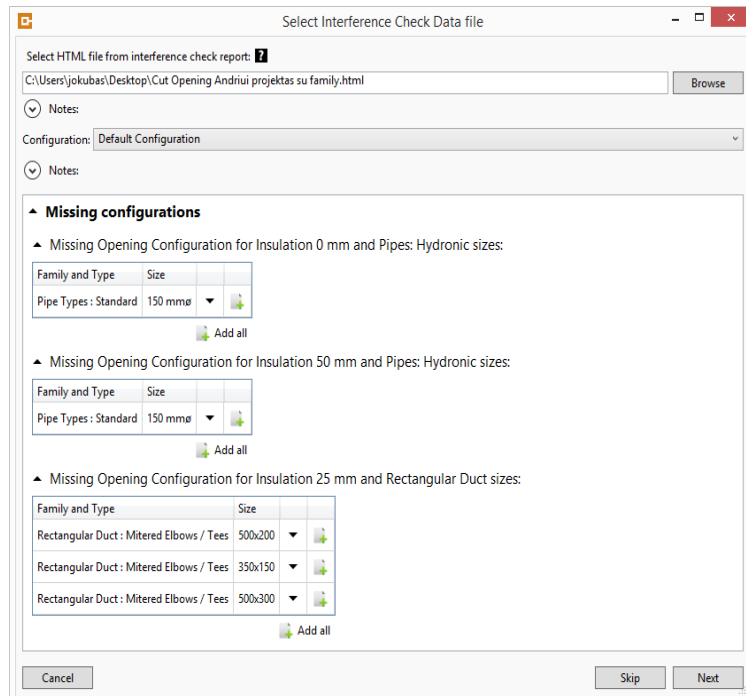 Select Interference Check Data file
Select HTML file from interference check report: ?
C:\Users\jokubas\Desktop\Cut Opening Andriui projektas su family.html
Browse
Notes:
Configuration: Default Configuration
Notes:
Missing configurations
Missing Opening Configuration for Insulation 0 mm and Pipes: Hydronic sizes:
Family and Type Size
Pipe Types : Standard 150 mmø
Add all
Missing Opening Configuration for Insulation 50 mm and Pipes: Hydronic sizes:
Family and Type Size
Pipe Types : Standard 150 mmø
Add all
Missing Opening Configuration for Insulation 25 mm and Rectangular Duct sizes:
Family and Type Size
Rectangular Duct : Mitered Elbows / Tees 500x200
Rectangular Duct : Mitered Elbows / Tees 350x150
Rectangular Duct : Mitered Elbows / Tees 500x300
Add all
Cancel Skip Next